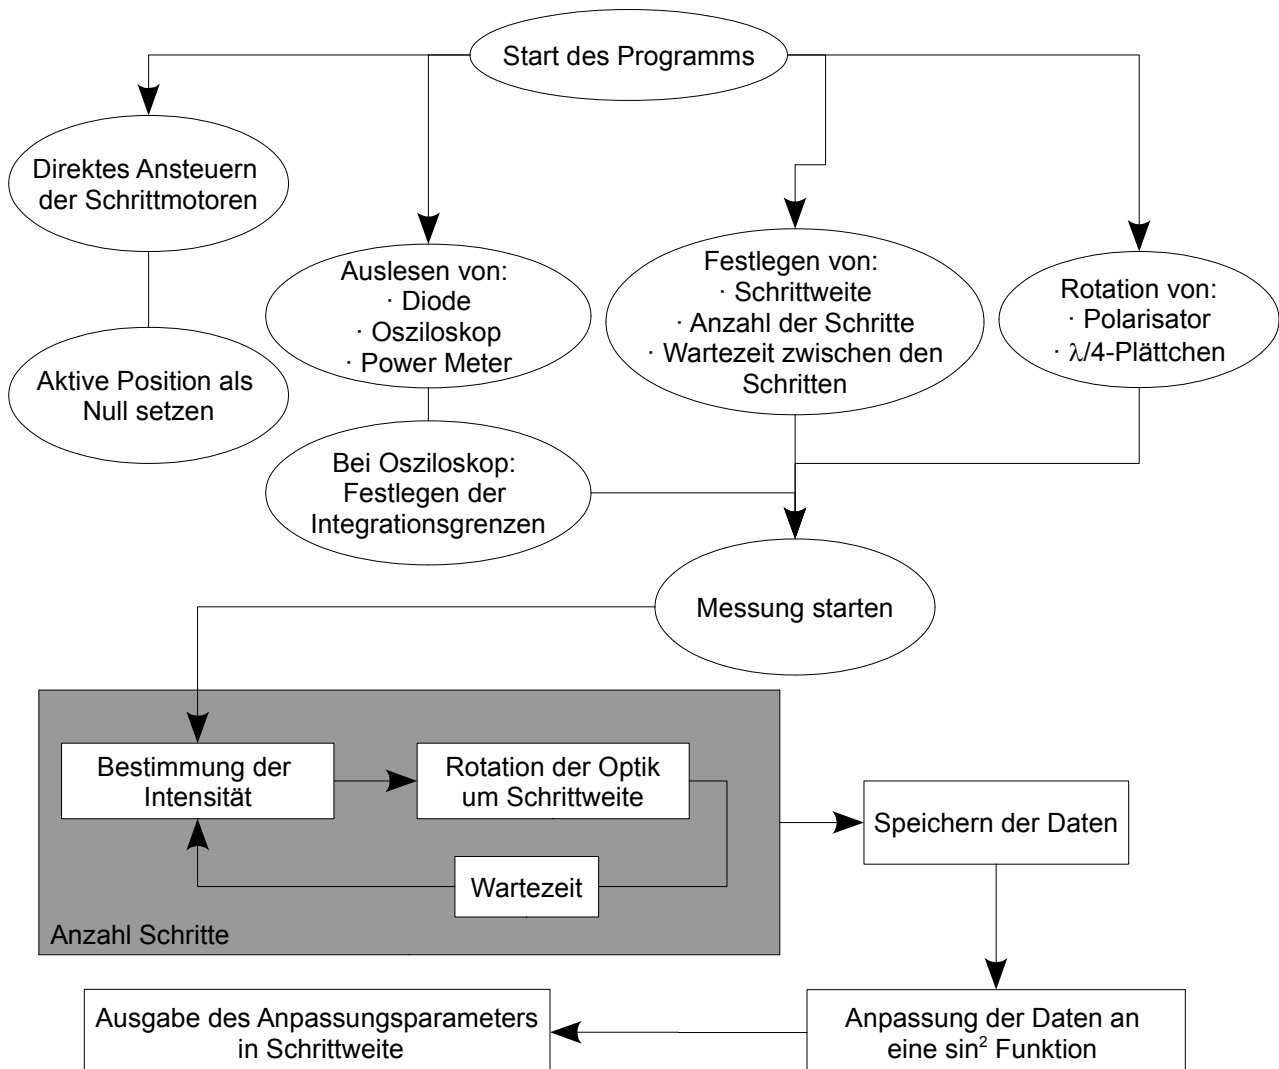 Start des Programms
Direktes Ansteuern
der Schrittmotoren
Auslesen von:
· Diode
· Osziloskop
· Power Meter
Festlegen von:
· Schrittweite
· Anzahl der Schritte
· Wartezeit zwischen den
Schritten
Rotation von:
· Polarisator
· λ/4-Plättchen
Aktive Position als
Null setzen
Bei Osziloskop:
Festlegen der
Integrationsgrenzen
Messung starten
Bestimmung der
Intensität
Rotation der Optik
um Schrittweite
Wartezeit
Anzahl Schritte
Speichern der Daten
Anpassung der Daten an
eine sin² Funktion
Ausgabe des Anpassungsparameters
in Schrittweite